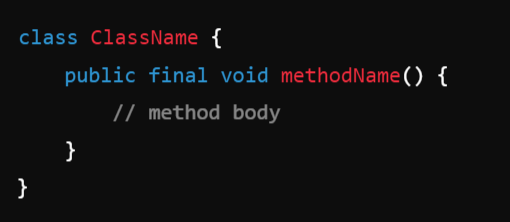 class ClassName {
    public final void methodName() {
        // method body
    }
}